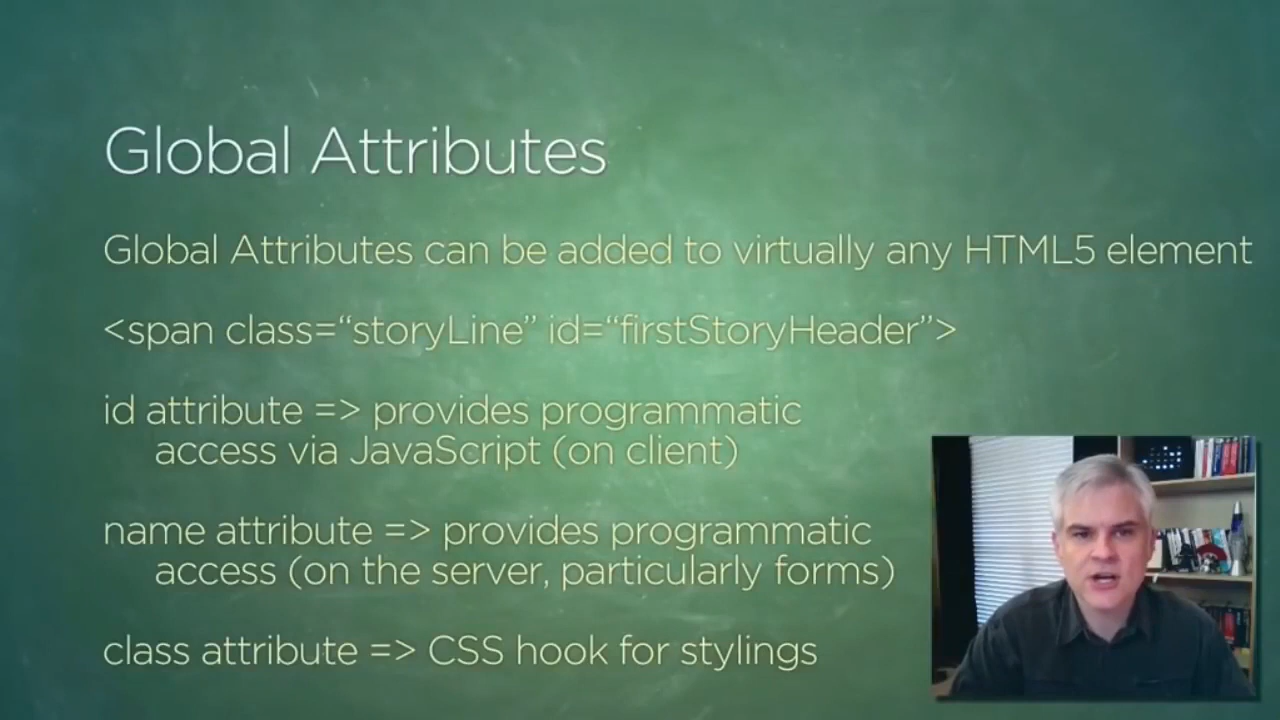 Global Attributes
Global Attributes can be added to virtually any HTML5 element
<span class=“storyLine” id=“firstStoryHeader”>
id attribute => provides programmatic
access via JavaScript (on client)
name attribute => provides programmatic
access (on the server, particularly forms)
class attribute => CSS hook for stylings